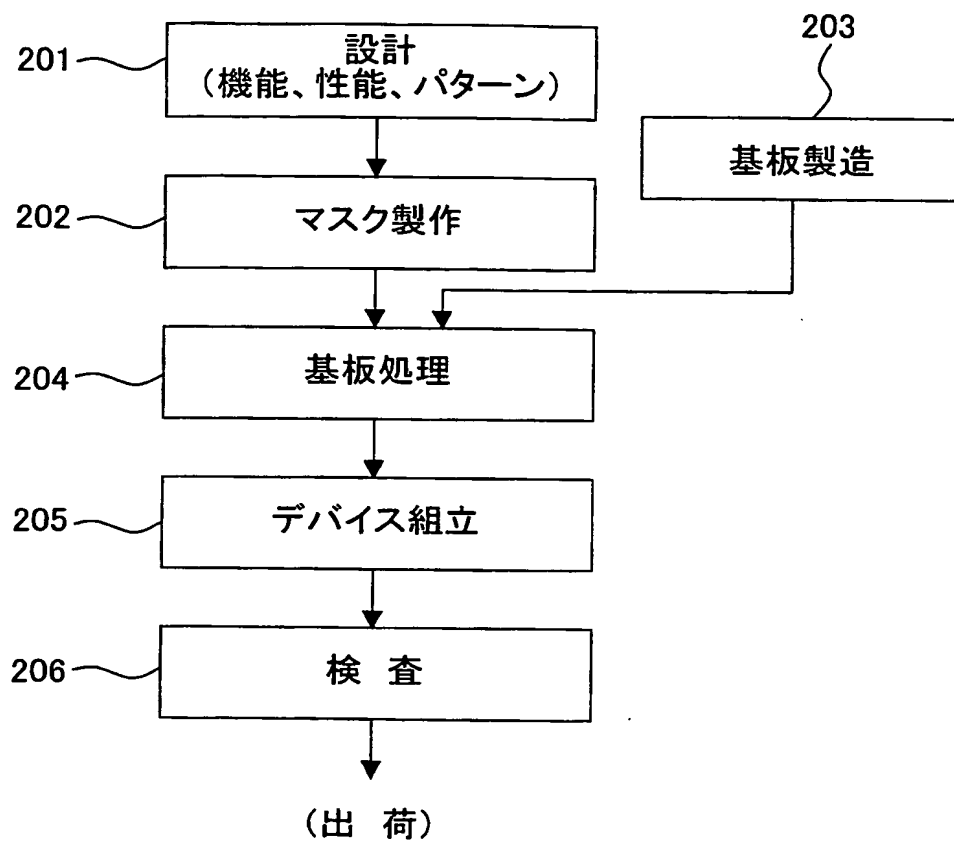 201
設計
(機能、性能、パターン)
203
基板製造
202
マスク製作
204
基板処理
205
デバイス組立
206
検 査
(出 荷)